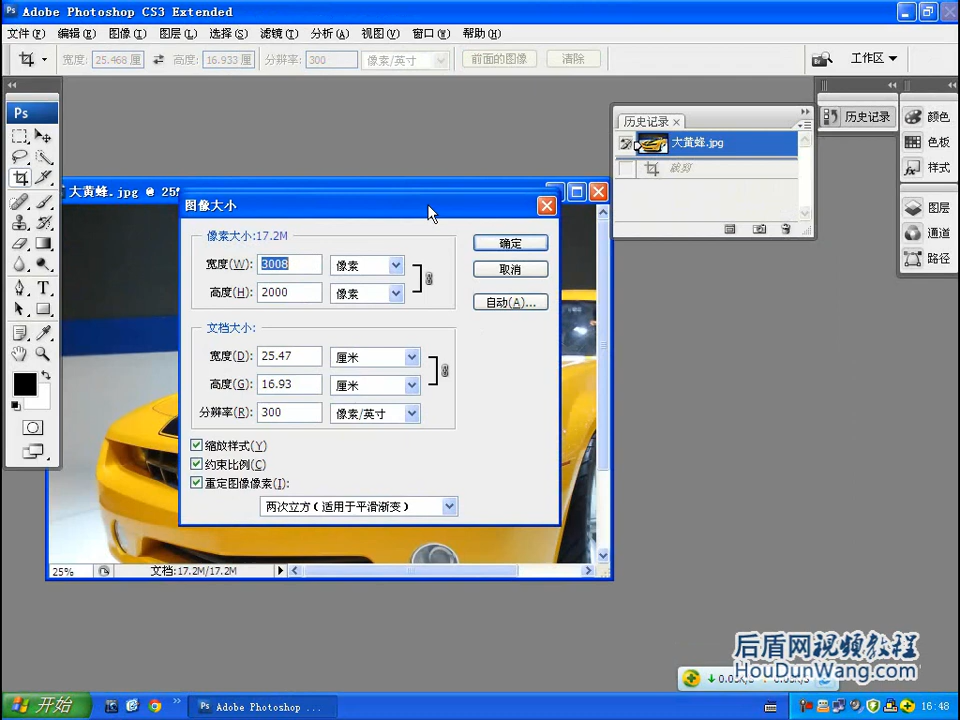 Ps Adobe Photoshop CS3 Extended
文件(F) 编辑(E) 图像(I) 图层(L) 选择(S) 滤镜(T) 分析(A) 视图(V) 窗口(W) 帮助(H)
宽度: 25.468 厘 高度: 16.933 厘 分辨率: 300 像素/英寸 前面的图像 清除 工作区
Ps
历史记录
大黄蜂.jpg
裁剪
历史记录
颜色
色板
样式
图层
通道
路径
大黄蜂.jpg @ 25%
图像大小
像素大小:17.2M
宽度(W): 3008 像素
高度(H): 2000 像素
确定
取消
自动(A)...
文档大小:
宽度(D): 25.47 厘米
高度(G): 16.93 厘米
分辨率(R): 300 像素/英寸
缩放样式(Y)
约束比例(C)
重定图像像素(I):
两次立方(适用于平滑渐变)
T
25% 文档:17.2M/17.2M
后盾网视频教程
HouDunWang.com
开始 Ps Adobe Photoshop ... 16:48